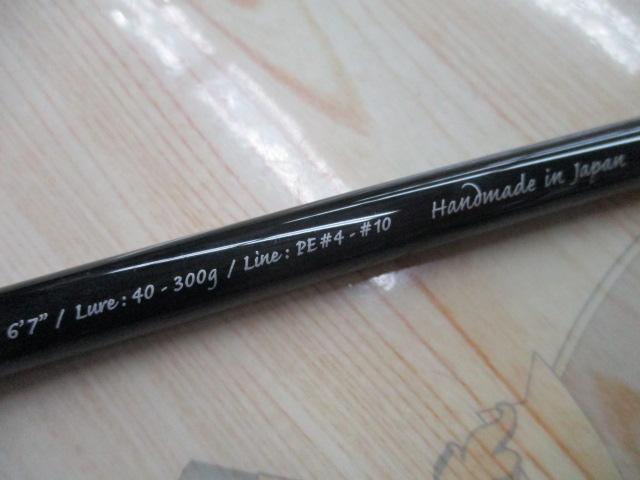 6'7" / Lure : 40 - 300g / Line : PE #4 - #10 Handmade in Japan